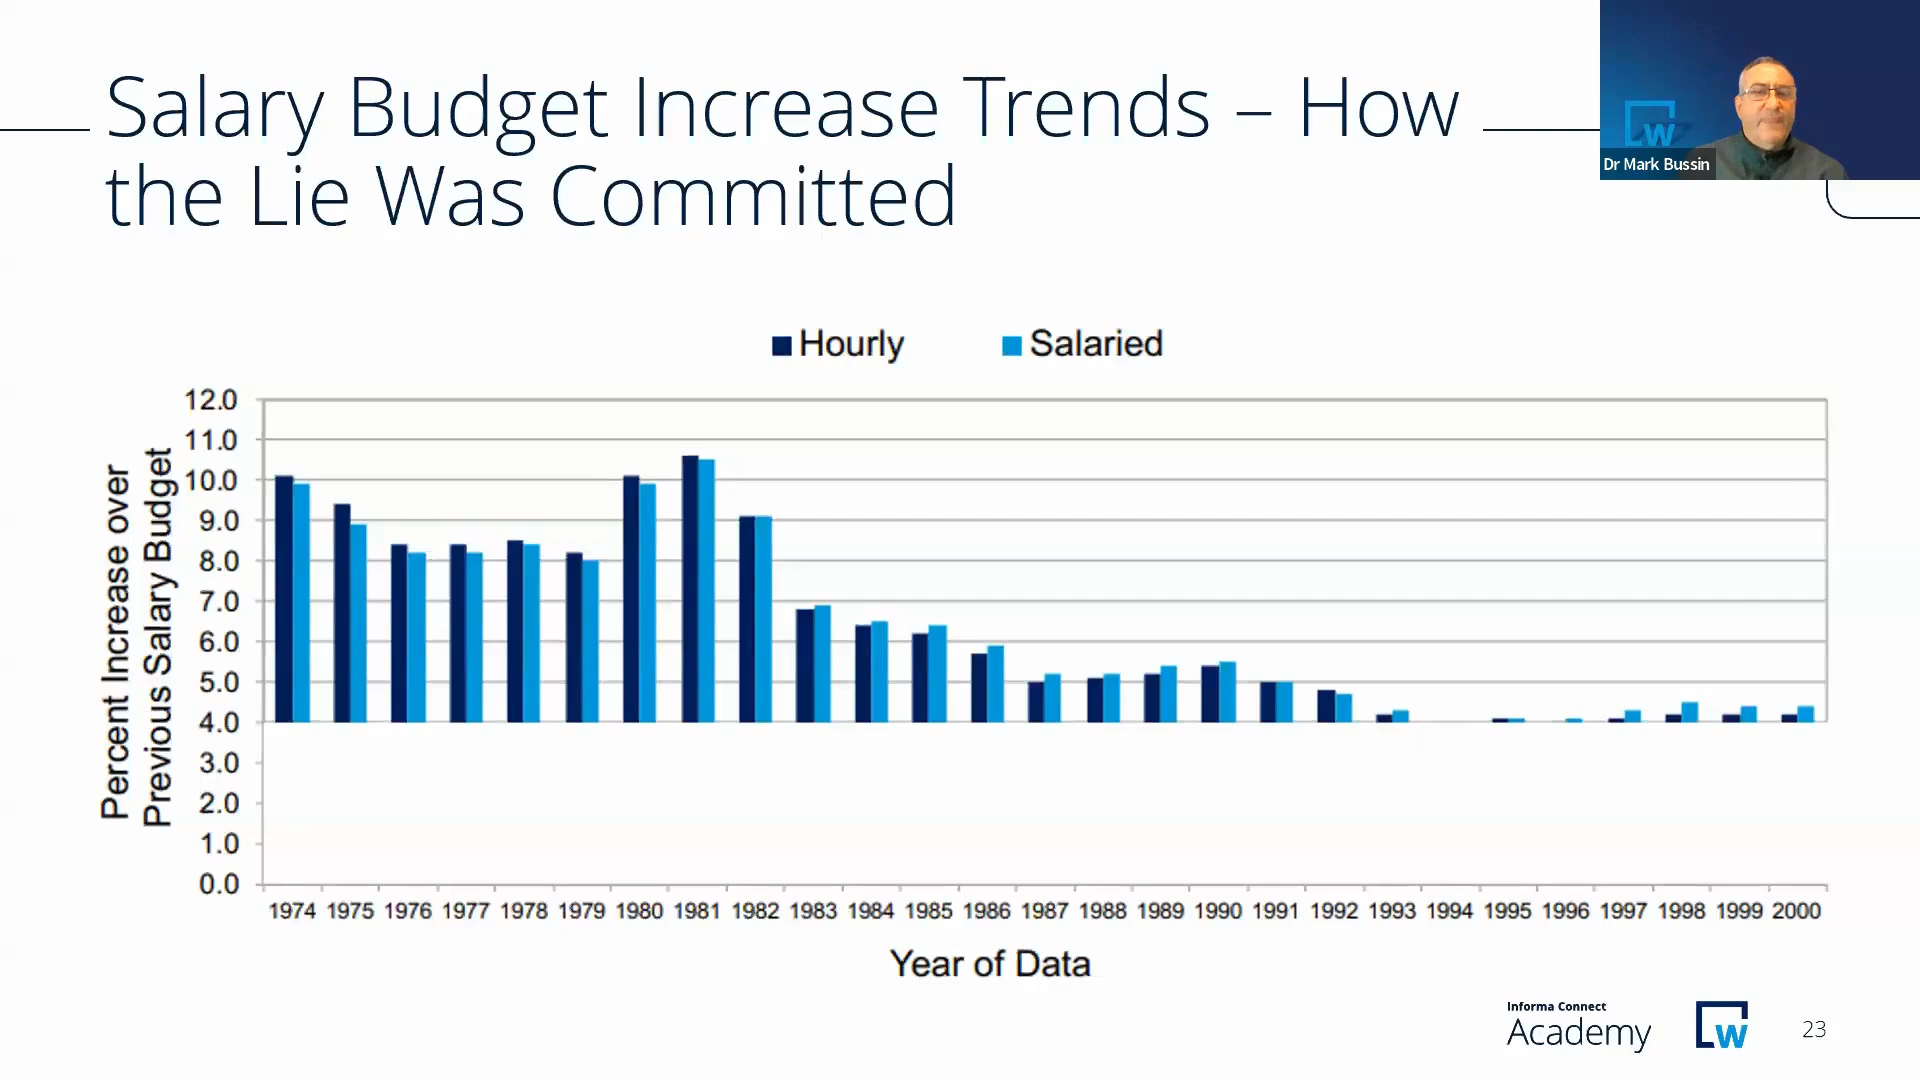 Salary Budget Increase Trends – How
the Lie Was Committed
Dr Mark Bussin
W
Hourly Salaried
Percent Increase over
Previous Salary Budget
12.0
11.0
10.0
9.0
8.0
7.0
6.0
5.0
4.0
3.0
2.0
1.0
0.0
1974 1975 1976 1977 1978 1979 1980 1981 1982 1983 1984 1985 1986 1987 1988 1989 1990 1991 1992 1993 1994 1995 1996 1997 1998 1999 2000
Year of Data
Informa Connect
Academy
W
23